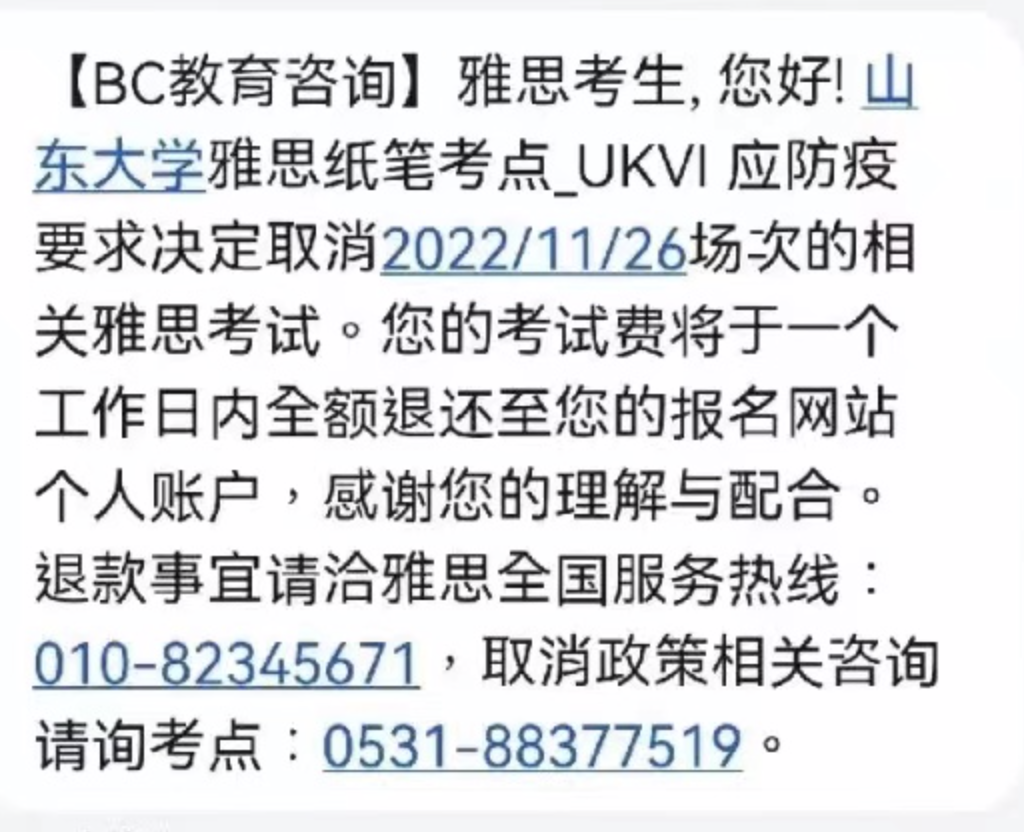 【BC教育咨询】雅思考生, 您好! 山
东大学雅思纸笔考点_UKVI 应防疫
要求决定取消2022/11/26场次的相
关雅思考试。您的考试费将于一个
工作日内全额退还至您的报名网站
个人账户，感谢您的理解与配合。
退款事宜请洽雅思全国服务热线：
010-82345671，取消政策相关咨询
请询考点：0531-88377519。